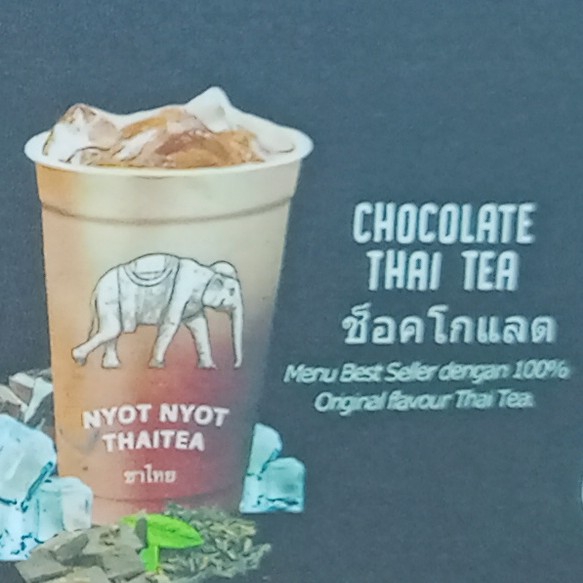 CHOCOLATE
THAI TEA
ช็อคโกแลต
Menu Best Seller dengan 100%
Original flavour Thai Tea.
NYOT NYOT
THAITEA
ชาไทย